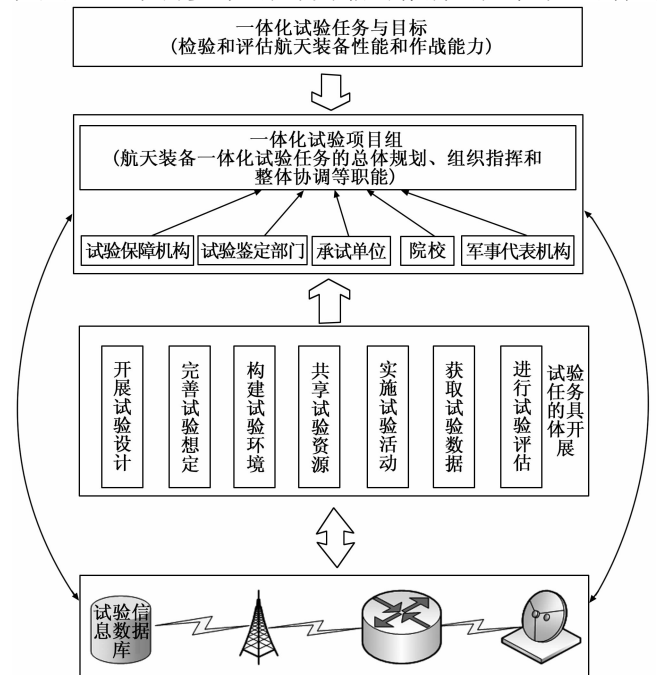 一体化试验任务与目标
(检验和评估航天装备性能和作战能力)
一体化试验项目组
(航天装备一体化试验任务的总体规划、组织指挥和
整体协调等职能)
试验保障机构
试验鉴定部门
承试单位
院校
军事代表机构
开展试验设计
完善试验想定
构建试验环境
共享试验资源
实施试验活动
获取试验数据
进行试验评估
试验
任务
的具
体开
展
试验信
息数据
库